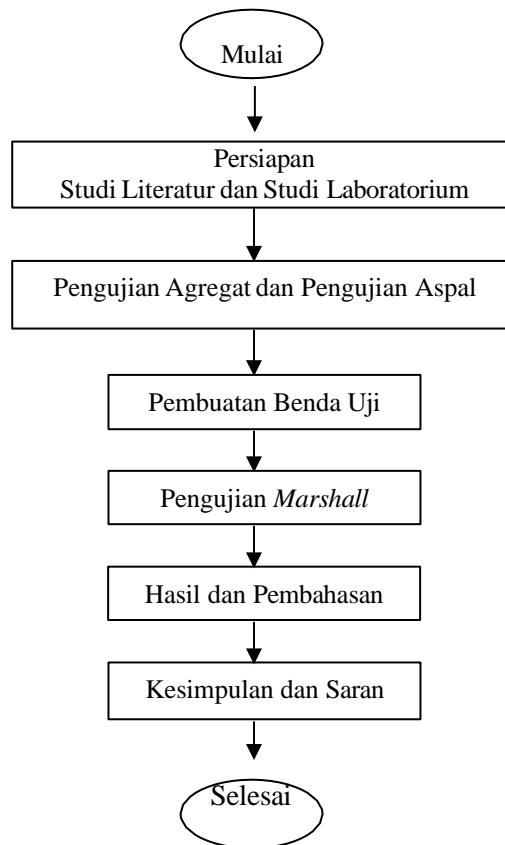 Mulai
Persiapan
Studi Literatur dan Studi Laboratorium
Pengujian Agregat dan Pengujian Aspal
Pembuatan Benda Uji
Pengujian Marshall
Hasil dan Pembahasan
Kesimpulan dan Saran
Selesai